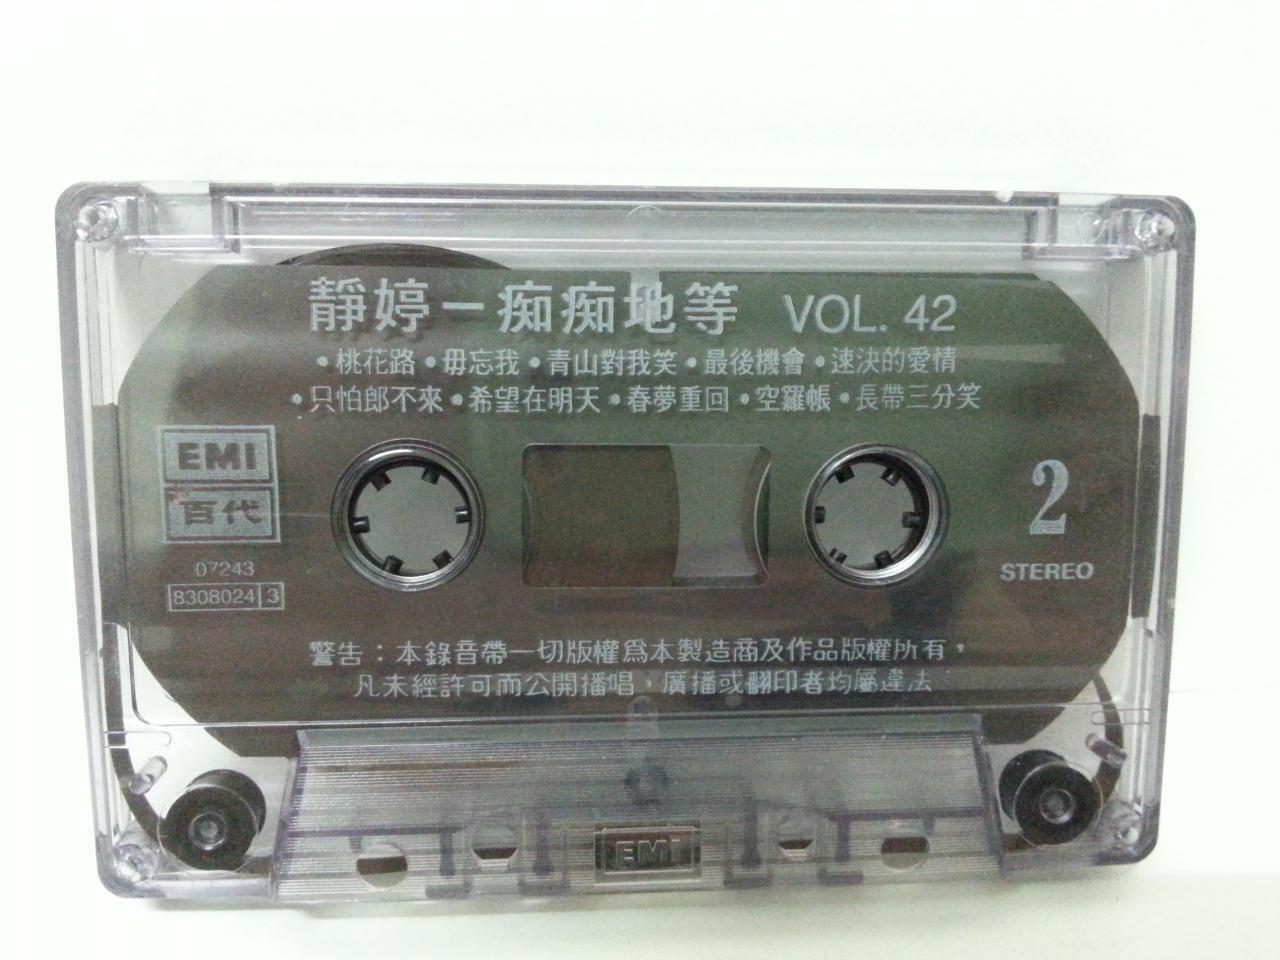 靜婷－痴痴地等 VOL. 42
•桃花路•毋忘我•青山對我笑•最後機會•速決的愛情
•只怕郎不來•希望在明天•春夢重回•空羅帳•長帶三分笑
EMI
百代
2
07243
8308024 3
STEREO
警告：本錄音帶一切版權爲本製造商及作品版權所有，
凡未經許可而公開播唱，廣播或翻印者均屬違法
EMI